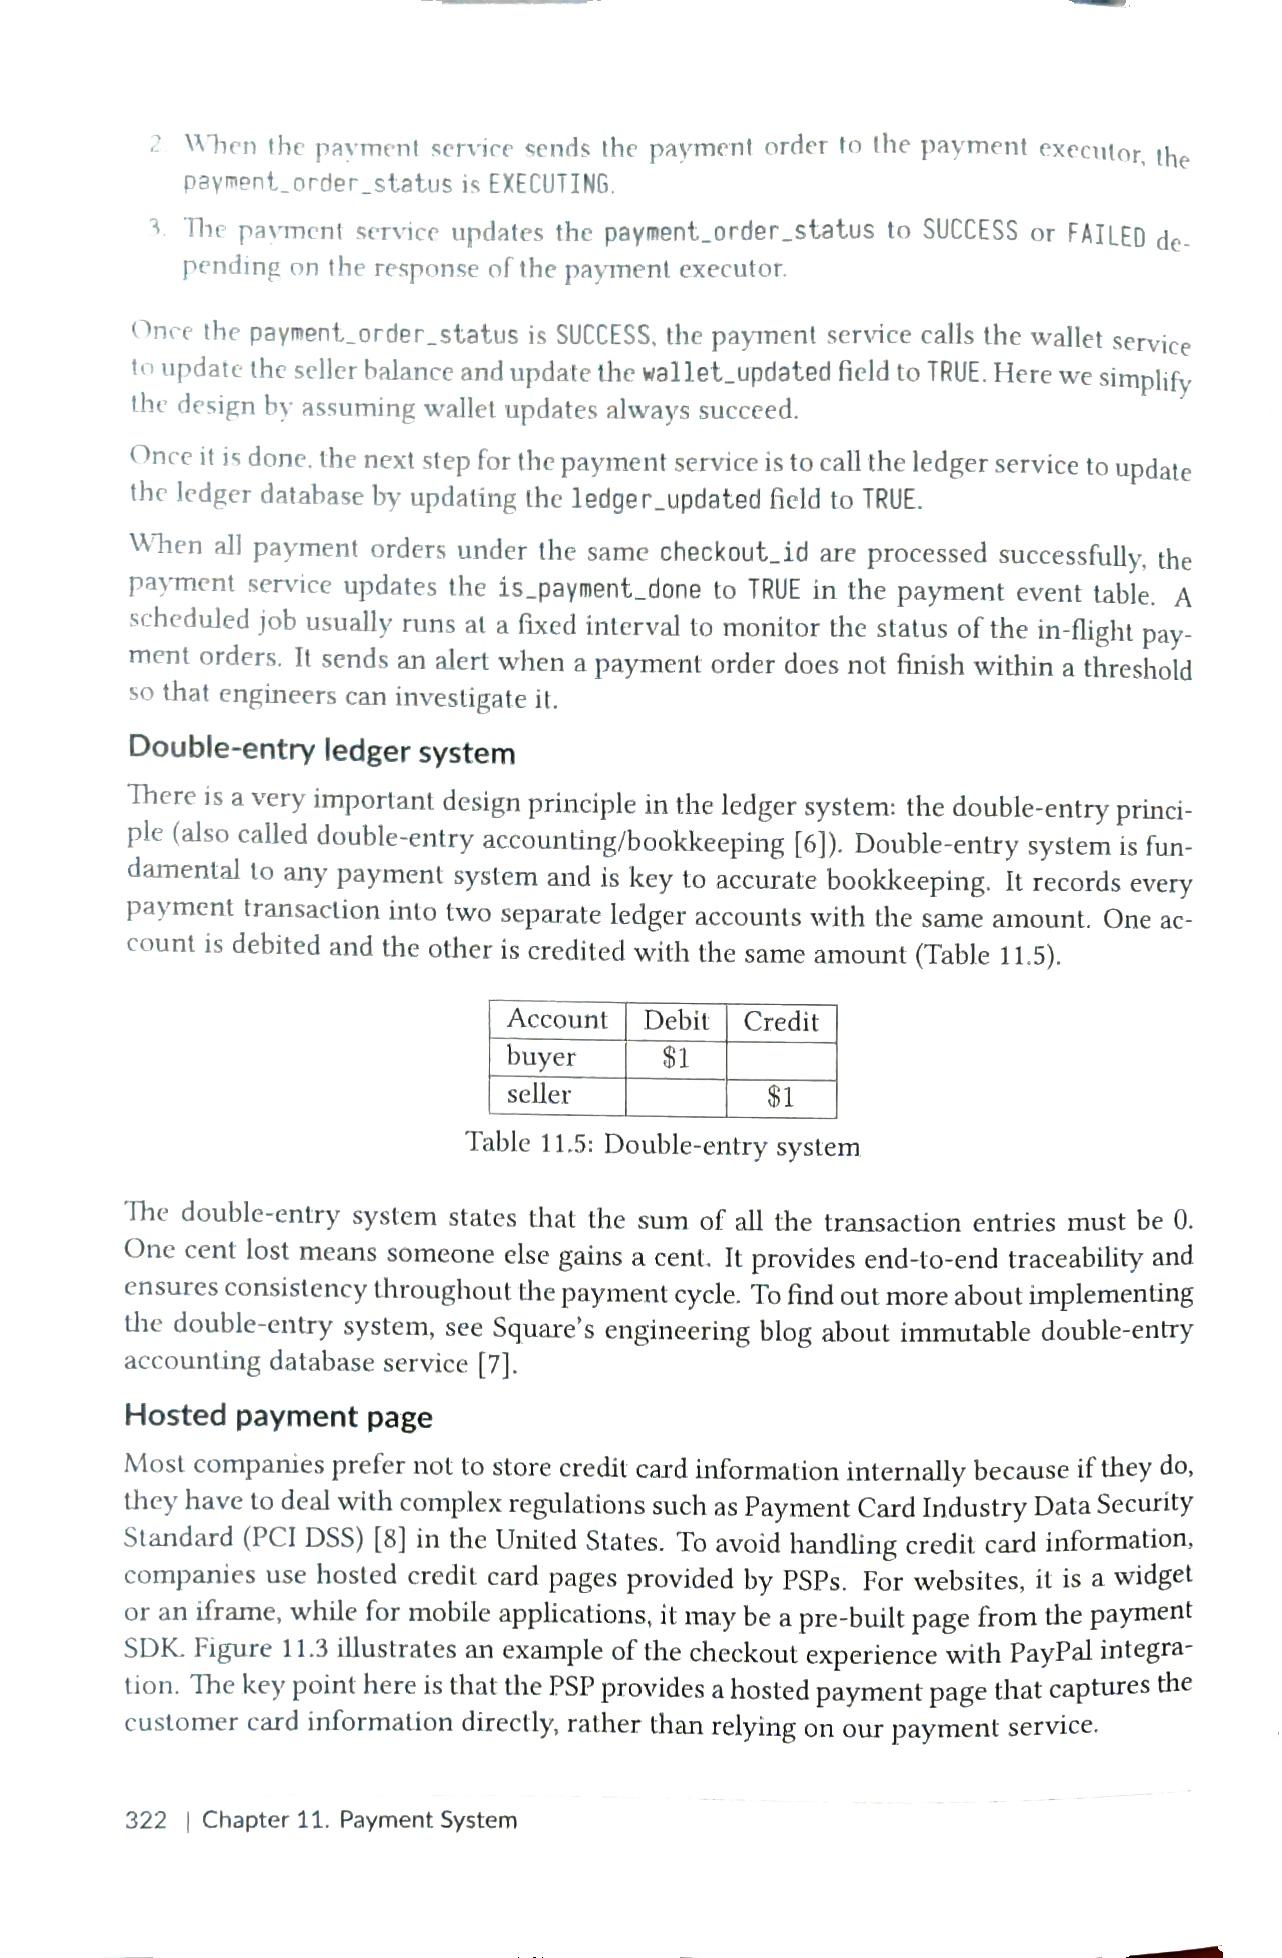 2. When the payment service sends the payment order to the payment executor, the
payment_order_status is EXECUTING.
3. The payment service updates the payment_order_status to SUCCESS or FAILED de-
pending on the response of the payment executor.
Once the payment_order_status is SUCCESS, the payment service calls the wallet service
to update the seller balance and update the wallet_updated field to TRUE. Here we simplify
the design by assuming wallet updates always succeed.
Once it is done, the next step for the payment service is to call the ledger service to update
the ledger database by updating the ledger_updated field to TRUE.
When all payment orders under the same checkout_id are processed successfully, the
payment service updates the is_payment_done to TRUE in the payment event table. A
scheduled job usually runs at a fixed interval to monitor the status of the in-flight pay-
ment orders. It sends an alert when a payment order does not finish within a threshold
so that engineers can investigate it.
Double-entry ledger system
There is a very important design principle in the ledger system: the double-entry princi-
ple (also called double-entry accounting/bookkeeping [6]). Double-entry system is fun-
damental to any payment system and is key to accurate bookkeeping. It records every
payment transaction into two separate ledger accounts with the same amount. One ac-
count is debited and the other is credited with the same amount (Table 11.5).
Account Debit Credit
buyer $1
seller $1
Table 11.5: Double-entry system
The double-entry system states that the sum of all the transaction entries must be 0.
One cent lost means someone else gains a cent. It provides end-to-end traceability and
ensures consistency throughout the payment cycle. To find out more about implementing
the double-entry system, see Square's engineering blog about immutable double-entry
accounting database service [7].
Hosted payment page
Most companies prefer not to store credit card information internally because if they do,
they have to deal with complex regulations such as Payment Card Industry Data Security
Standard (PCI DSS) [8] in the United States. To avoid handling credit card information,
companies use hosted credit card pages provided by PSPs. For websites, it is a widget
or an iframe, while for mobile applications, it may be a pre-built page from the payment
SDK. Figure 11.3 illustrates an example of the checkout experience with PayPal integra-
tion. The key point here is that the PSP provides a hosted payment page that captures the
customer card information directly, rather than relying on our payment service.
322 | Chapter 11. Payment System